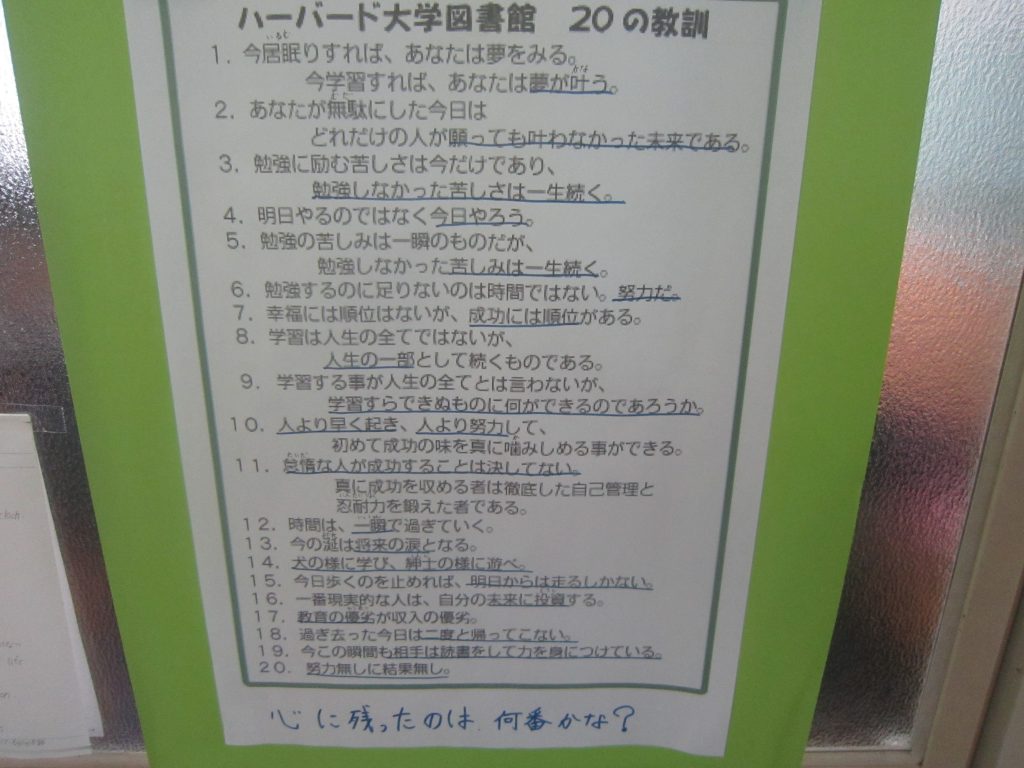 ハーバード大学図書館 20の教訓
1. 今居眠りすれば、あなたは夢をみる。
今学習すれば、あなたは夢が叶う。
2. あなたが無駄にした今日は
どれだけの人が願っても叶わなかった未来である。
3. 勉強に励む苦しさは今だけであり、
勉強しなかった苦しさは一生続く。
4. 明日やるのではなく今日やろう。
5. 勉強の苦しみは一瞬のものだが、
勉強しなかった苦しみは一生続く。
6. 勉強するのに足りないのは時間ではない。努力だ。
7. 幸福には順位はないが、成功には順位がある。
8. 学習は人生の全てではないが、
人生の一部として続くものである。
9. 学習する事が人生の全てとは言わないが、
学習すらできぬものに何ができるのであろうか。
10. 人より早く起き、人より努力して、
初めて成功の味を真に噛みしめる事ができる。
11. 怠惰な人が成功することは決してない。
真に成功を収める者は徹底した自己管理と
忍耐力を鍛えた者である。
12. 時間は、一瞬で過ぎていく。
13. 今の涎は将来の涙となる。
14. 犬の様に学び、紳士の様に遊べ。
15. 今日歩くのを止めれば、明日からは走るしかない。
16. 一番現実的な人は、自分の未来に投資する。
17. 教育の優劣が収入の優劣。
18. 過ぎ去った今日は二度と帰ってこない。
19. 今この瞬間も相手は読書をして力を身につけている。
20. 努力無しに結果無し。
心に残ったのは、何番かな?